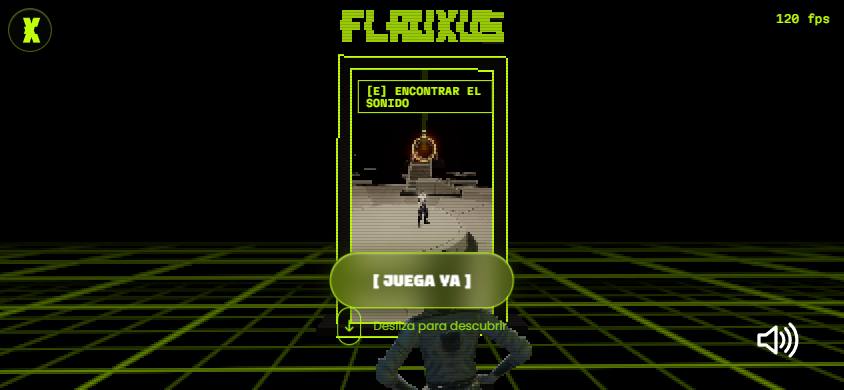 FLAUXUS
120 fps
[E] ENCONTRAR EL
SONIDO
[ JUEGA YA ]
Desliza para descubrir